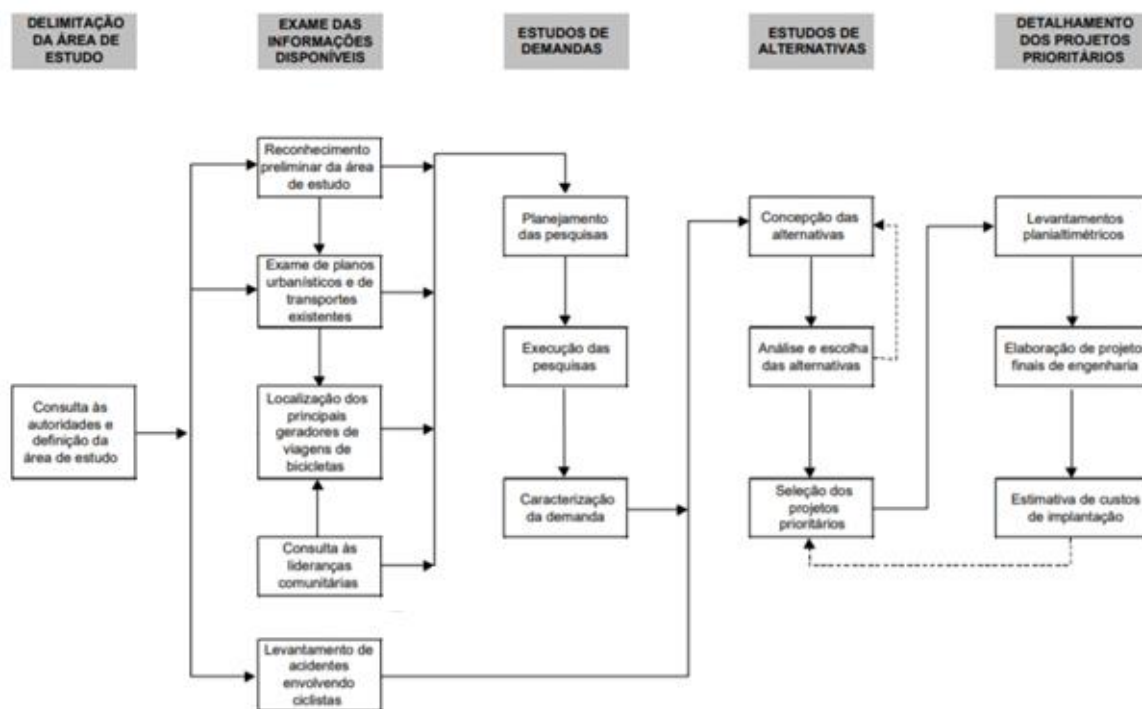 DELIMITAÇÃO
DA ÁREA DE
ESTUDO
EXAME DAS
INFORMAÇÕES
DISPONÍVEIS
ESTUDOS DE
DEMANDAS
ESTUDOS DE
ALTERNATIVAS
DETALHAMENTO
DOS PROJETOS
PRIORITÁRIOS
Consulta às
autoridades e
definição da
área de estudo
Reconhecimento
preliminar da área
de estudo
Exame de planos
urbanísticos e de
transportes
existentes
Localização dos
principais
geradores de
viagens de
bicicletas
Consulta às
lideranças
comunitárias
Levantamento de
acidentes
envolvendo
ciclistas
Planejamento
das pesquisas
Execução das
pesquisas
Caracterização
da demanda
Concepção das
alternativas
Análise e escolha
das alternativas
Seleção dos
projetos
prioritários
Levantamentos
planialtimétricos
Elaboração de projeto
finais de engenharia
Estimativa de custos
de implantação